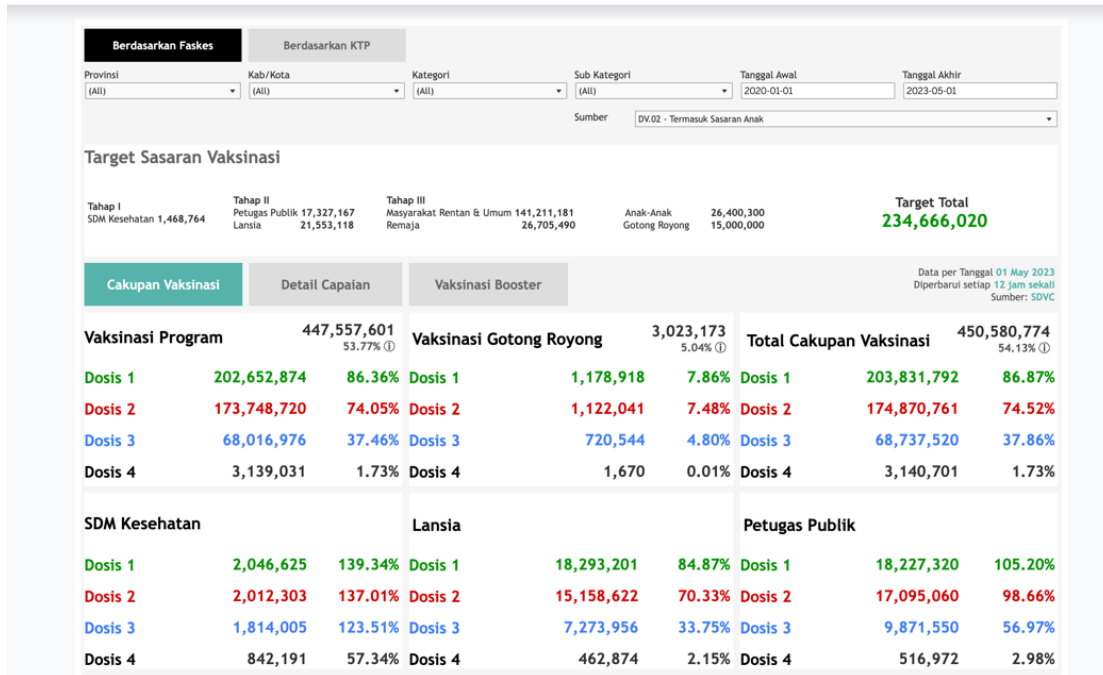 Berdasarkan Faskes Berdasarkan KTP
Provinsi Kab/Kota Kategori Sub Kategori Tanggal Awal Tanggal Akhir
(All) (All) (All) (All) 2020-01-01 2023-05-01
Sumber DV.02 - Termasuk Sasaran Anak
Target Sasaran Vaksinasi
Tahap I
SDM Kesehatan 1,468,764
Tahap II
Petugas Publik 17,327,167
Lansia 21,553,118
Tahap III
Masyarakat Rentan & Umum 141,211,181
Remaja 26,705,490
Anak-Anak 26,400,300
Gotong Royong 15,000,000
Target Total
234,666,020
Cakupan Vaksinasi Detail Capaian Vaksinasi Booster
Data per Tanggal 01 May 2023
Diperbarui setiap 12 jam sekali
Sumber: SDVC
Vaksinasi Program 447,557,601
53.77% ⓘ
Dosis 1 202,652,874 86.36%
Dosis 2 173,748,720 74.05%
Dosis 3 68,016,976 37.46%
Dosis 4 3,139,031 1.73%
Vaksinasi Gotong Royong 3,023,173
5.04% ⓘ
Dosis 1 1,178,918 7.86%
Dosis 2 1,122,041 7.48%
Dosis 3 720,544 4.80%
Dosis 4 1,670 0.01%
Total Cakupan Vaksinasi 450,580,774
54.13% ⓘ
Dosis 1 203,831,792 86.87%
Dosis 2 174,870,761 74.52%
Dosis 3 68,737,520 37.86%
Dosis 4 3,140,701 1.73%
SDM Kesehatan
Dosis 1 2,046,625 139.34%
Dosis 2 2,012,303 137.01%
Dosis 3 1,814,005 123.51%
Dosis 4 842,191 57.34%
Lansia
Dosis 1 18,293,201 84.87%
Dosis 2 15,158,622 70.33%
Dosis 3 7,273,956 33.75%
Dosis 4 462,874 2.15%
Petugas Publik
Dosis 1 18,227,320 105.20%
Dosis 2 17,095,060 98.66%
Dosis 3 9,871,550 56.97%
Dosis 4 516,972 2.98%